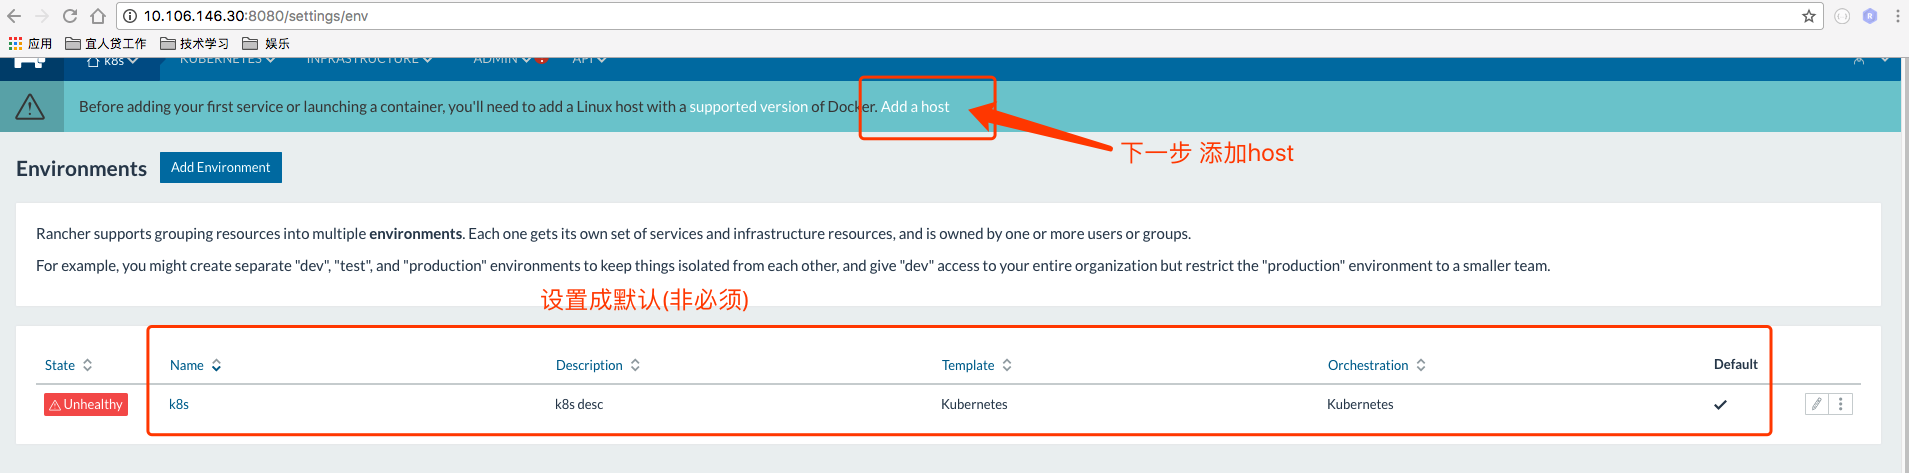 10.106.146.30:8080/settings/env
应用 宜人贷工作 技术学习 娱乐
k8s KUBERNETES INFRASTRUCTURE ADMIN API
Before adding your first service or launching a container, you'll need to add a Linux host with a supported version of Docker. Add a host
下一步 添加host
Environments Add Environment
Rancher supports grouping resources into multiple environments. Each one gets its own set of services and infrastructure resources, and is owned by one or more users or groups.
For example, you might create separate "dev", "test", and "production" environments to keep things isolated from each other, and give "dev" access to your entire organization but restrict the "production" environment to a smaller team.
设置成默认(非必须)
State Name Description Template Orchestration Default
Unhealthy k8s k8s desc Kubernetes Kubernetes